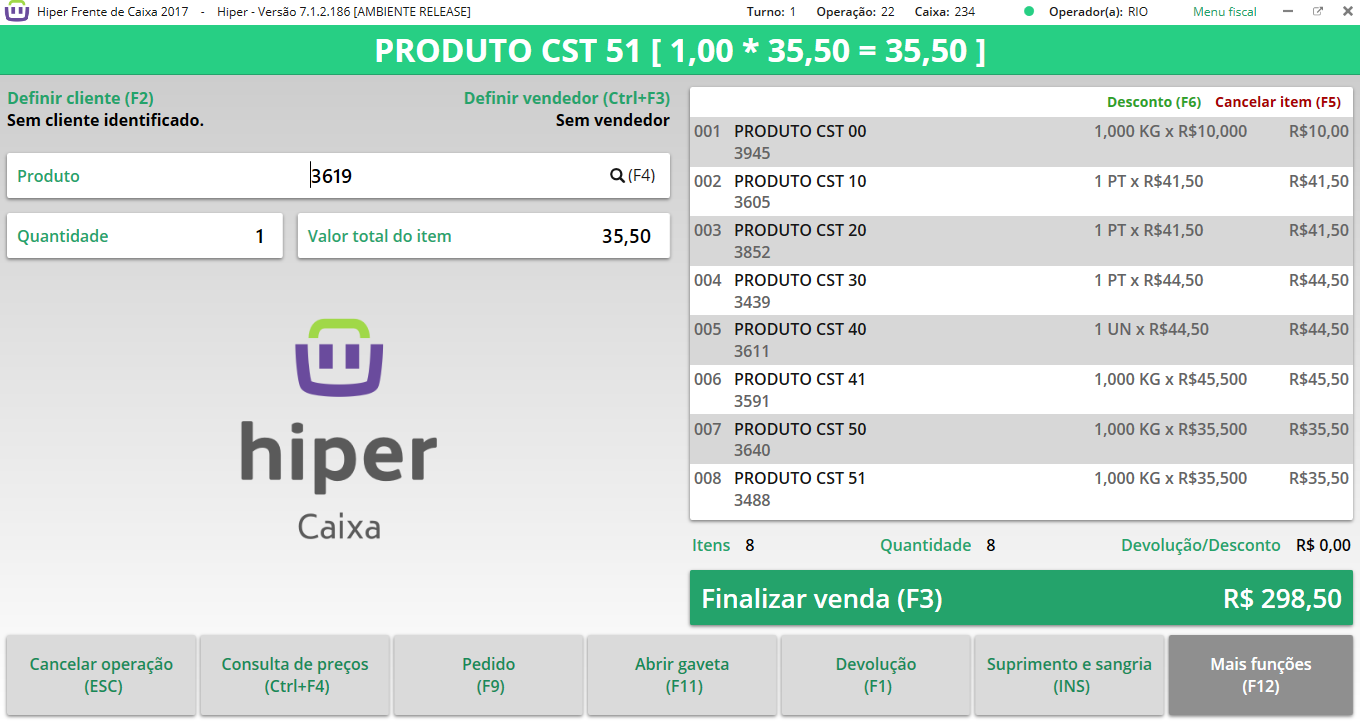 Hiper Frente de Caixa 2017 - Hiper - Versão 7.1.2.186 [AMBIENTE RELEASE] Turno: 1 Operação: 22 Caixa: 234 Operador(a): RIO Menu fiscal
PRODUTO CST 51 [ 1,00 * 35,50 = 35,50 ]
Definir cliente (F2) Definir vendedor (Ctrl+F3)
Sem cliente identificado. Sem vendedor
Produto 3619 (F4)
Quantidade 1 Valor total do item 35,50
hiper
Caixa
Desconto (F6) Cancelar item (F5)
001 PRODUTO CST 00 1,000 KG x R$10,000 R$10,00
3945
002 PRODUTO CST 10 1 PT x R$41,50 R$41,50
3605
003 PRODUTO CST 20 1 PT x R$41,50 R$41,50
3852
004 PRODUTO CST 30 1 PT x R$44,50 R$44,50
3439
005 PRODUTO CST 40 1 UN x R$44,50 R$44,50
3611
006 PRODUTO CST 41 1,000 KG x R$45,500 R$45,50
3591
007 PRODUTO CST 50 1,000 KG x R$35,500 R$35,50
3640
008 PRODUTO CST 51 1,000 KG x R$35,500 R$35,50
3488
Itens 8 Quantidade 8 Devolução/Desconto R$ 0,00
Finalizar venda (F3) R$ 298,50
Cancelar operação (ESC)
Consulta de preços (Ctrl+F4)
Pedido (F9)
Abrir gaveta (F11)
Devolução (F1)
Suprimento e sangria (INS)
Mais funções (F12)